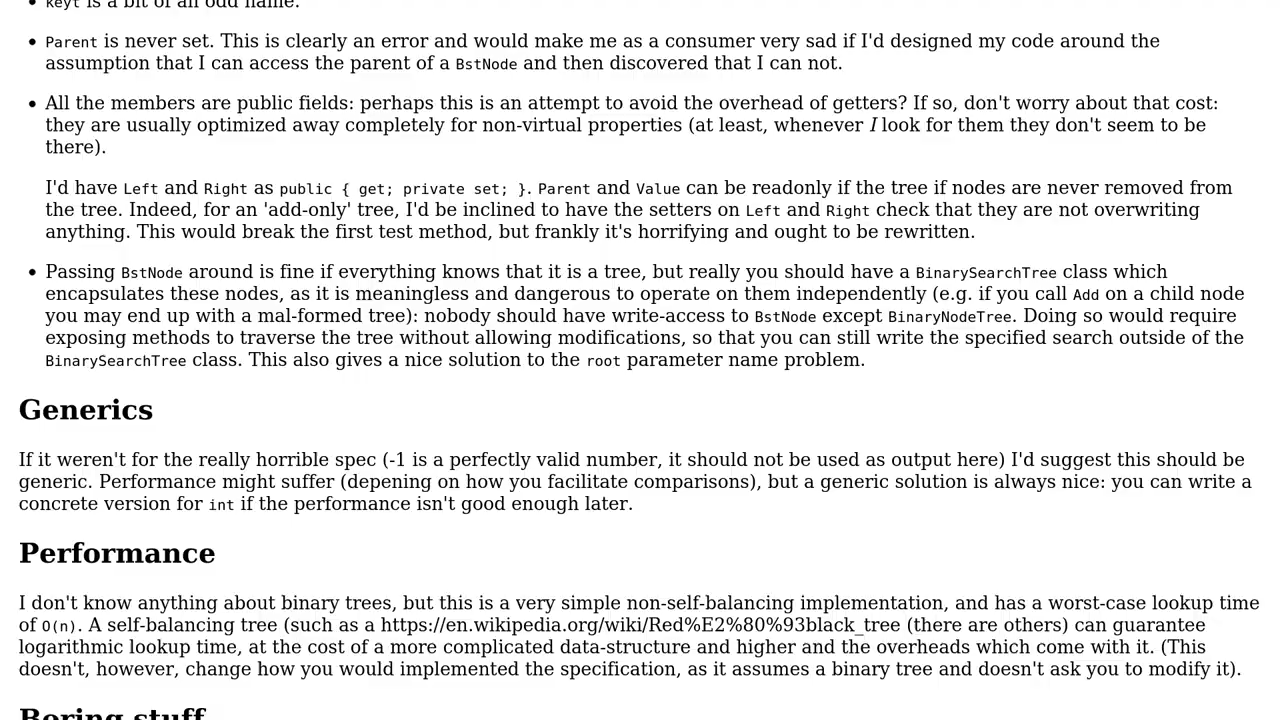 keyt is a bit of an odd name.
Parent is never set. This is clearly an error and would make me as a consumer very sad if I'd designed my code around the
assumption that I can access the parent of a BstNode and then discovered that I can not.
All the members are public fields: perhaps this is an attempt to avoid the overhead of getters? If so, don't worry about that cost:
they are usually optimized away completely for non-virtual properties (at least, whenever I look for them they don't seem to be
there).
I'd have Left and Right as public { get; private set; }. Parent and Value can be readonly if the tree if nodes are never removed from
the tree. Indeed, for an 'add-only' tree, I'd be inclined to have the setters on Left and Right check that they are not overwriting
anything. This would break the first test method, but frankly it's horrifying and ought to be rewritten.
Passing BstNode around is fine if everything knows that it is a tree, but really you should have a BinarySearchTree class which
encapsulates these nodes, as it is meaningless and dangerous to operate on them independently (e.g. if you call Add on a child node
you may end up with a mal-formed tree): nobody should have write-access to BstNode except BinaryNodeTree. Doing so would require
exposing methods to traverse the tree without allowing modifications, so that you can still write the specified search outside of the
BinarySearchTree class. This also gives a nice solution to the root parameter name problem.
Generics
If it weren't for the really horrible spec (-1 is a perfectly valid number, it should not be used as output here) I'd suggest this should be
generic. Performance might suffer (depening on how you facilitate comparisons), but a generic solution is always nice: you can write a
concrete version for int if the performance isn't good enough later.
Performance
I don't know anything about binary trees, but this is a very simple non-self-balancing implementation, and has a worst-case lookup time
of O(n). A self-balancing tree (such as a https://en.wikipedia.org/wiki/Red%E2%80%93black_tree (there are others) can guarantee
logarithmic lookup time, at the cost of a more complicated data-structure and higher and the overheads which come with it. (This
doesn't, however, change how you would implemented the specification, as it assumes a binary tree and doesn't ask you to modify it).
Boring stuff